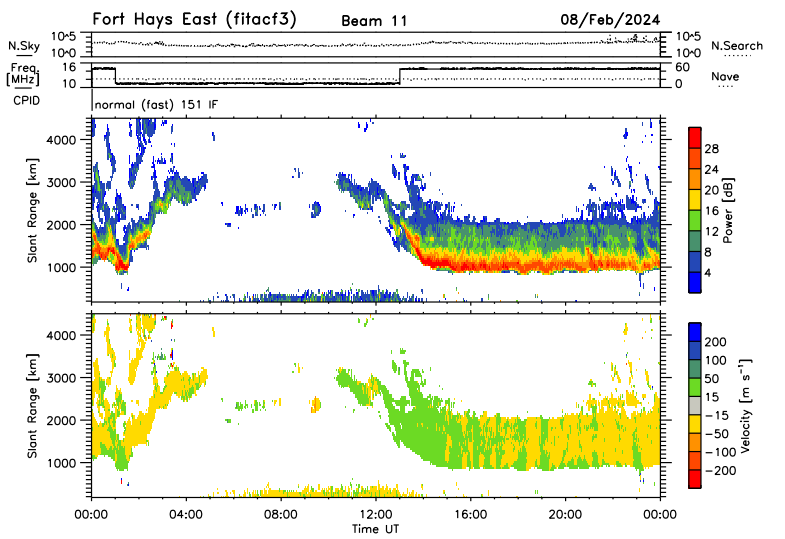 Fort Hays East (fitacf3) Beam 11 08/Feb/2024
N.Sky 10^5 10^0 10^5 10^0 N.Search
Freq. [MHz] 16 10 60 0 Nave
CPID normal (fast) 151 IF
Slant Range [km] 4000 3000 2000 1000
Power [dB] 28 24 20 16 12 8 4
Slant Range [km] 4000 3000 2000 1000
Velocity [m s⁻¹] 200 100 50 15 -15 -50 -100 -200
00:00 04:00 08:00 12:00 16:00 20:00 00:00
Time UT